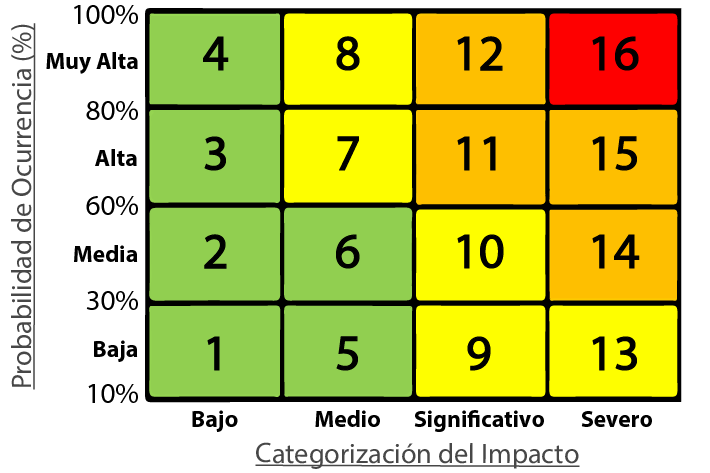 Probabilidad de Ocurrencia (%)
100%
Muy Alta 4 8 12 16
80%
Alta 3 7 11 15
60%
Media 2 6 10 14
30%
Baja 1 5 9 13
10%
Bajo Medio Significativo Severo
Categorización del Impacto